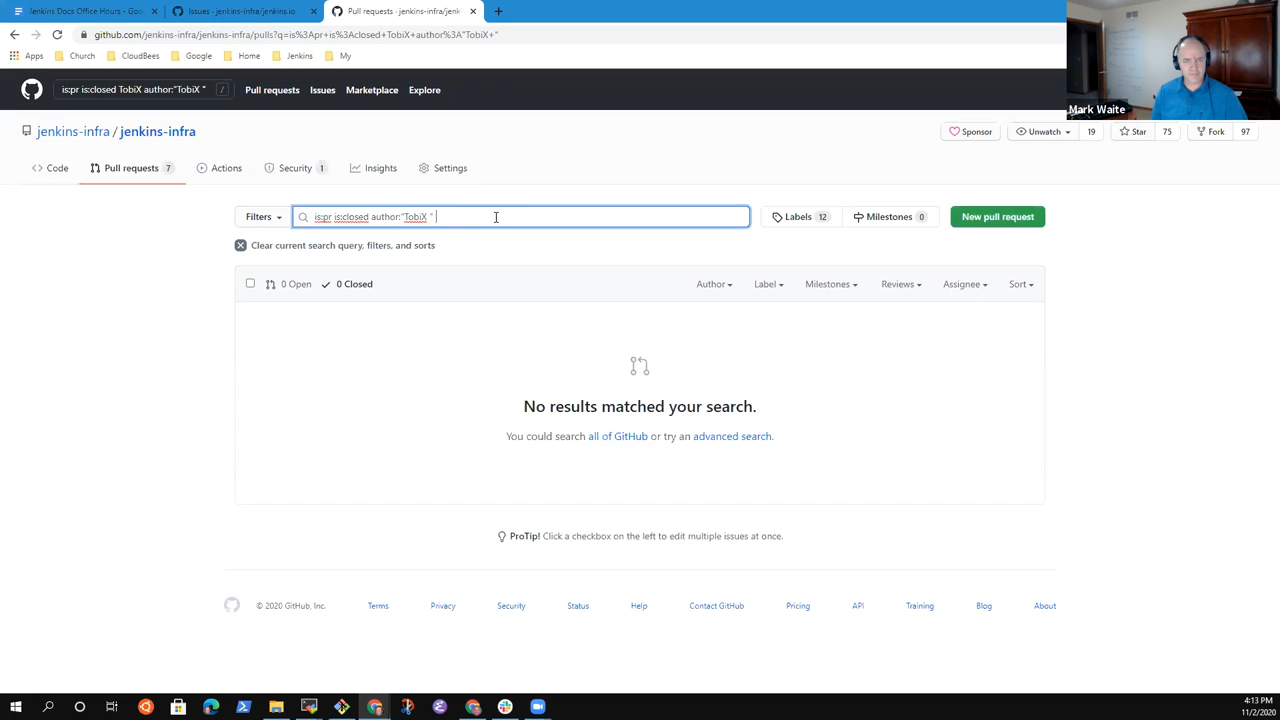 Jenkins Docs Office Hours - Goo
Issues · jenkins-infra/jenkins.io
Pull requests · jenkins-infra/jenk
github.com/jenkins-infra/jenkins-infra/pulls?q=is%3Apr+is%3Aclosed+TobiX+author%3A"TobiX+"
Apps Church CloudBees Google Home Jenkins My
is:pr is:closed TobiX author:"TobiX " /
Pull requests Issues Marketplace Explore
Mark Waite
jenkins-infra / jenkins-infra
Sponsor Unwatch 19 Star 75 Fork 97
Code Pull requests 7 Actions Security 1 Insights Settings
Filters is:pr is:closed author:"TobiX " Labels 12 Milestones 0 New pull request
Clear current search query, filters, and sorts
0 Open 0 Closed Author Label Milestones Reviews Assignee Sort
No results matched your search.
You could search all of GitHub or try an advanced search.
ProTip! Click a checkbox on the left to edit multiple issues at once.
© 2020 GitHub, Inc. Terms Privacy Security Status Help Contact GitHub Pricing API Training Blog About
4:13 PM
11/2/2020